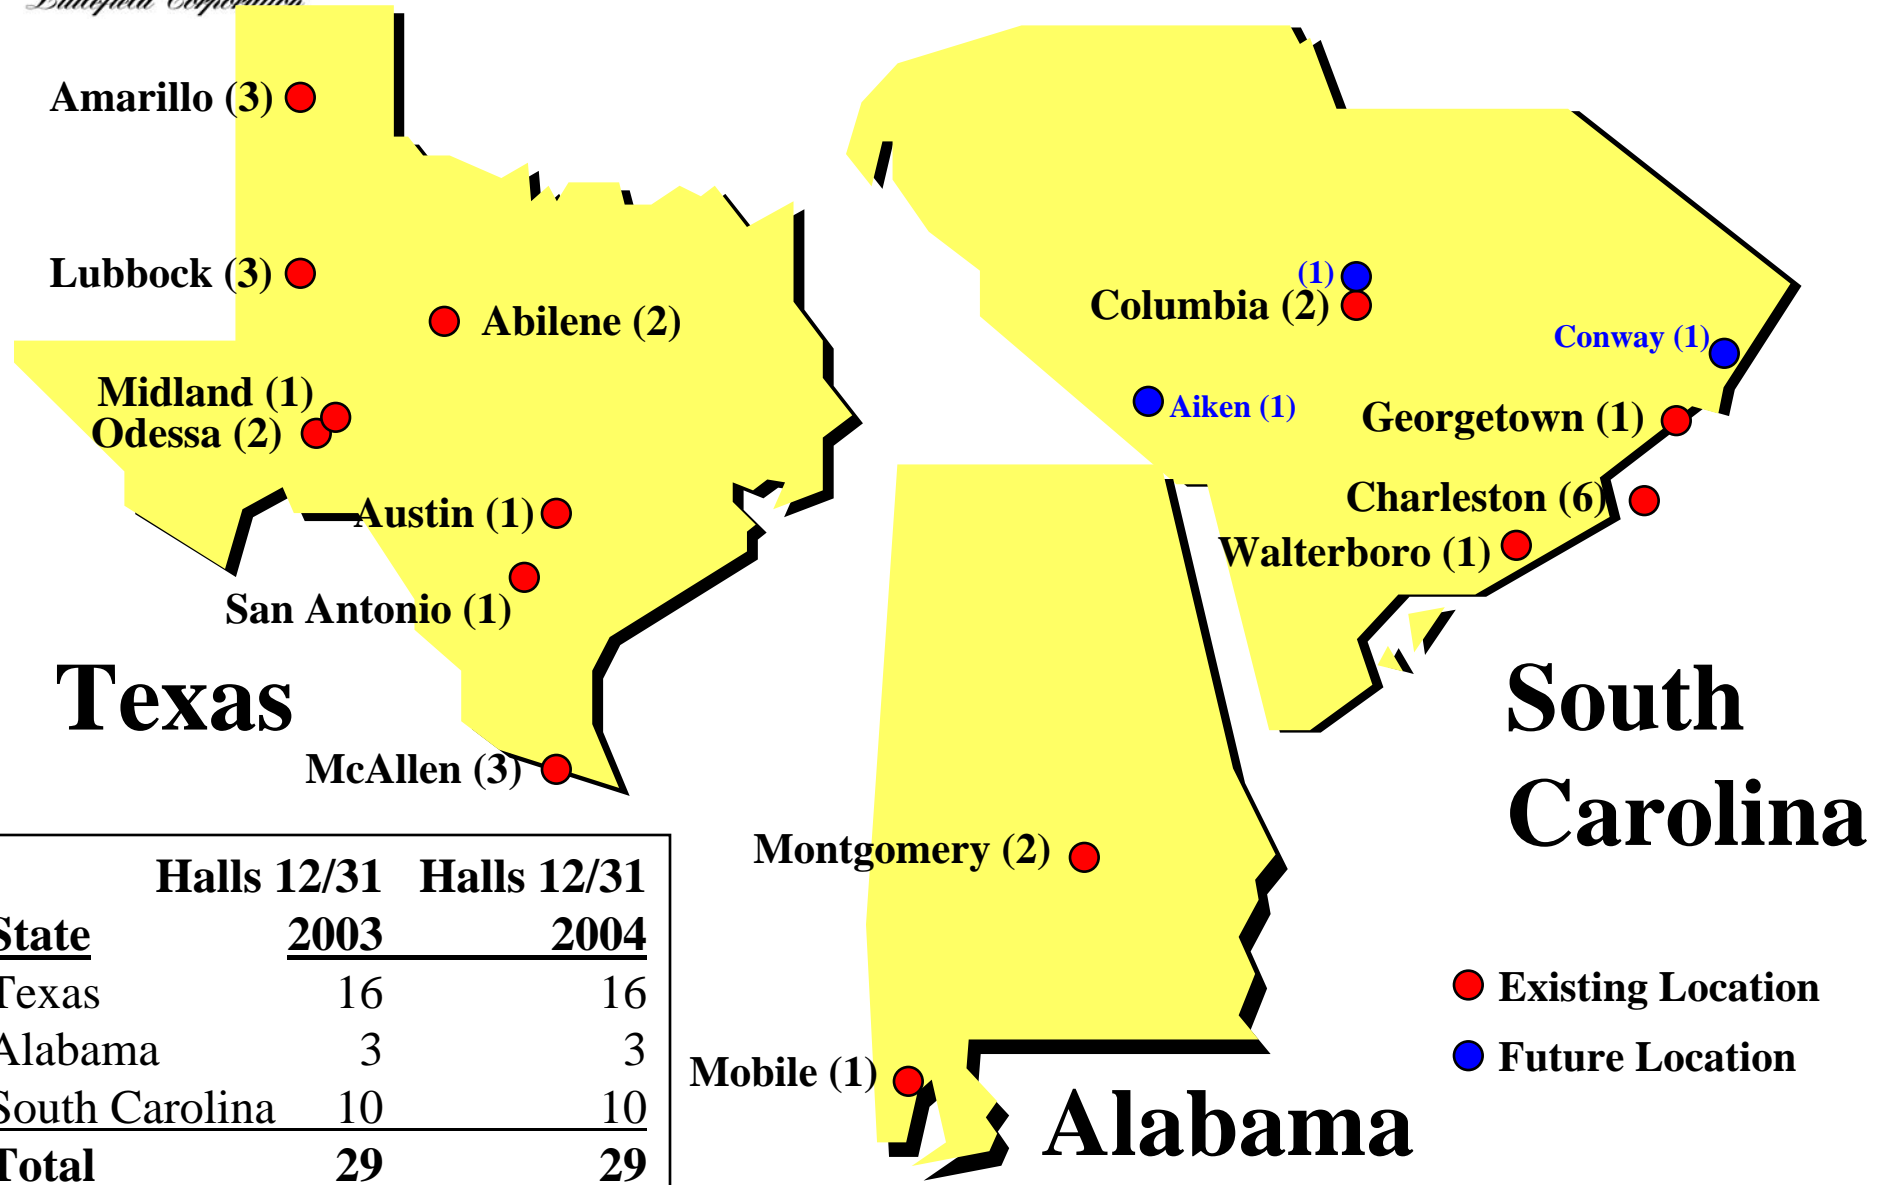 Littlefield Corporation
Amarillo (3)
Lubbock (3)
Abilene (2)
Midland (1)
Odessa (2)
Austin (1)
San Antonio (1)
Texas
McAllen (3)
(1)
Columbia (2)
Conway (1)
Aiken (1)
Georgetown (1)
Charleston (6)
Walterboro (1)
South
Carolina
Montgomery (2)
Mobile (1)
Alabama
Existing Location
Future Location
Halls 12/31 Halls 12/31
State 2003 2004
Texas 16 16
Alabama 3 3
South Carolina 10 10
Total 29 29